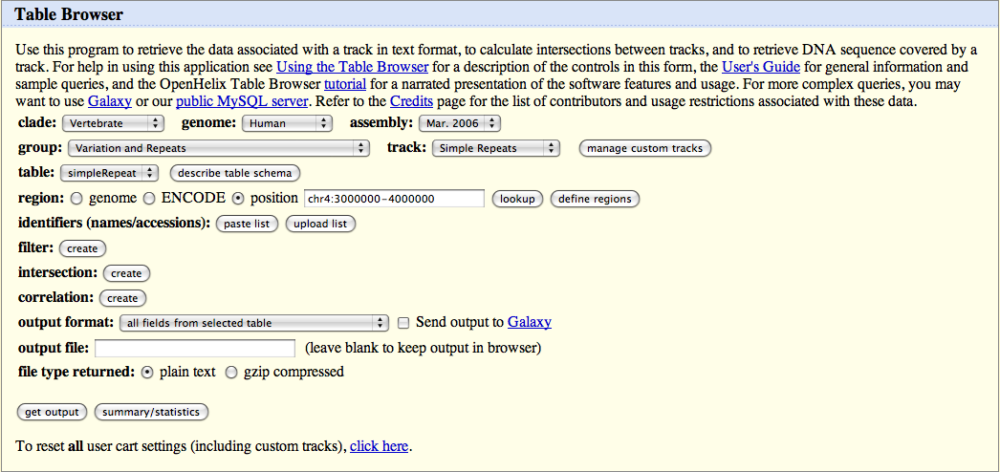 Table Browser
Use this program to retrieve the data associated with a track in text format, to calculate intersections between tracks, and to retrieve DNA sequence covered by a
track. For help in using this application see Using the Table Browser for a description of the controls in this form, the User's Guide for general information and
sample queries, and the OpenHelix Table Browser tutorial for a narrated presentation of the software features and usage. For more complex queries, you may
want to use Galaxy or our public MySQL server. Refer to the Credits page for the list of contributors and usage restrictions associated with these data.
clade: Vertebrate genome: Human assembly: Mar. 2006
group: Variation and Repeats track: Simple Repeats manage custom tracks
table: simpleRepeat describe table schema
region: genome ENCODE position chr4:3000000-4000000 lookup define regions
identifiers (names/accessions): paste list upload list
filter: create
intersection: create
correlation: create
output format: all fields from selected table Send output to Galaxy
output file: (leave blank to keep output in browser)
file type returned: plain text gzip compressed
get output summary/statistics
To reset all user cart settings (including custom tracks), click here.